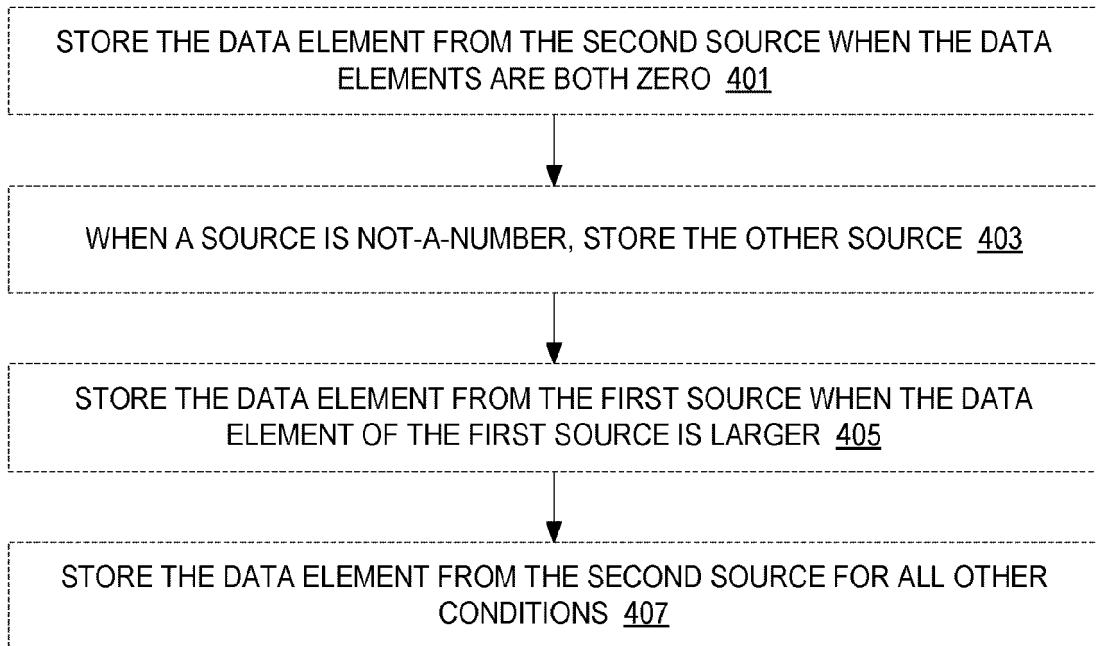 STORE THE DATA ELEMENT FROM THE SECOND SOURCE WHEN THE DATA
ELEMENTS ARE BOTH ZERO 401
WHEN A SOURCE IS NOT-A-NUMBER, STORE THE OTHER SOURCE 403
STORE THE DATA ELEMENT FROM THE FIRST SOURCE WHEN THE DATA
ELEMENT OF THE FIRST SOURCE IS LARGER 405
STORE THE DATA ELEMENT FROM THE SECOND SOURCE FOR ALL OTHER
CONDITIONS 407